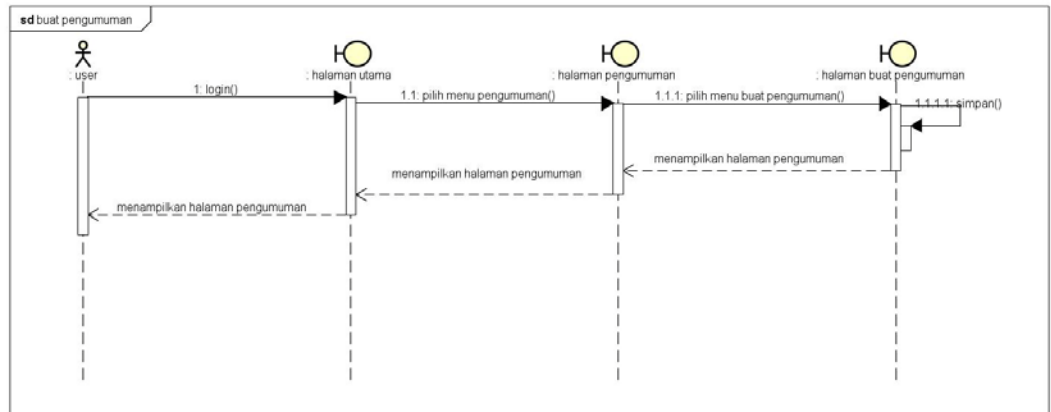 sd buat pengumuman
: user
: halaman utama
: halaman pengumuman
: halaman buat pengumuman
1: login()
1.1: pilih menu pengumuman()
1.1.1: pilih menu buat pengumuman()
1.1.1.1: simpan()
menampilkan halaman pengumuman
menampilkan halaman pengumuman
menampilkan halaman pengumuman